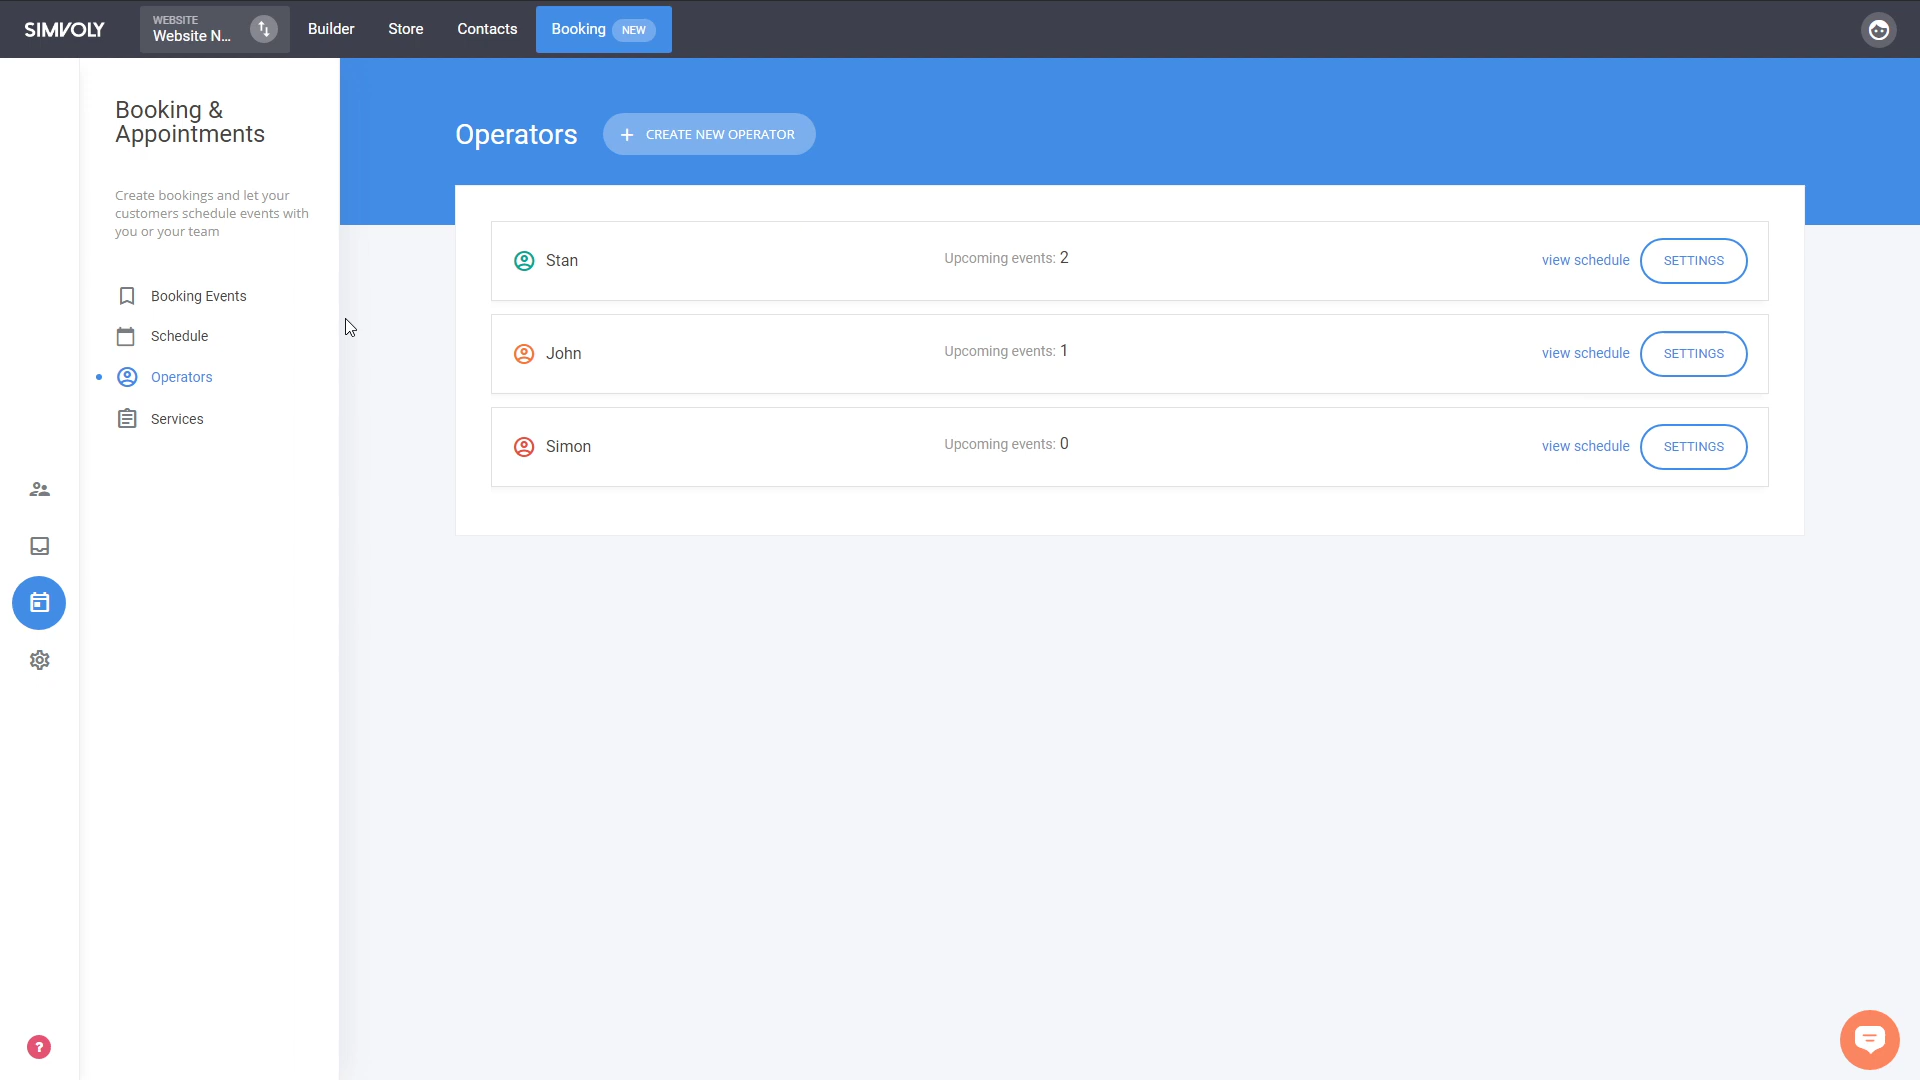 SIMVOLY
WEBSITE
Website N...
Builder
Store
Contacts
Booking NEW
Booking &
Appointments
Create bookings and let your
customers schedule events with
you or your team
Booking Events
Schedule
Operators
Services
?
Operators
+ CREATE NEW OPERATOR
Stan
Upcoming events: 2
view schedule
SETTINGS
John
Upcoming events: 1
view schedule
SETTINGS
Simon
Upcoming events: 0
view schedule
SETTINGS